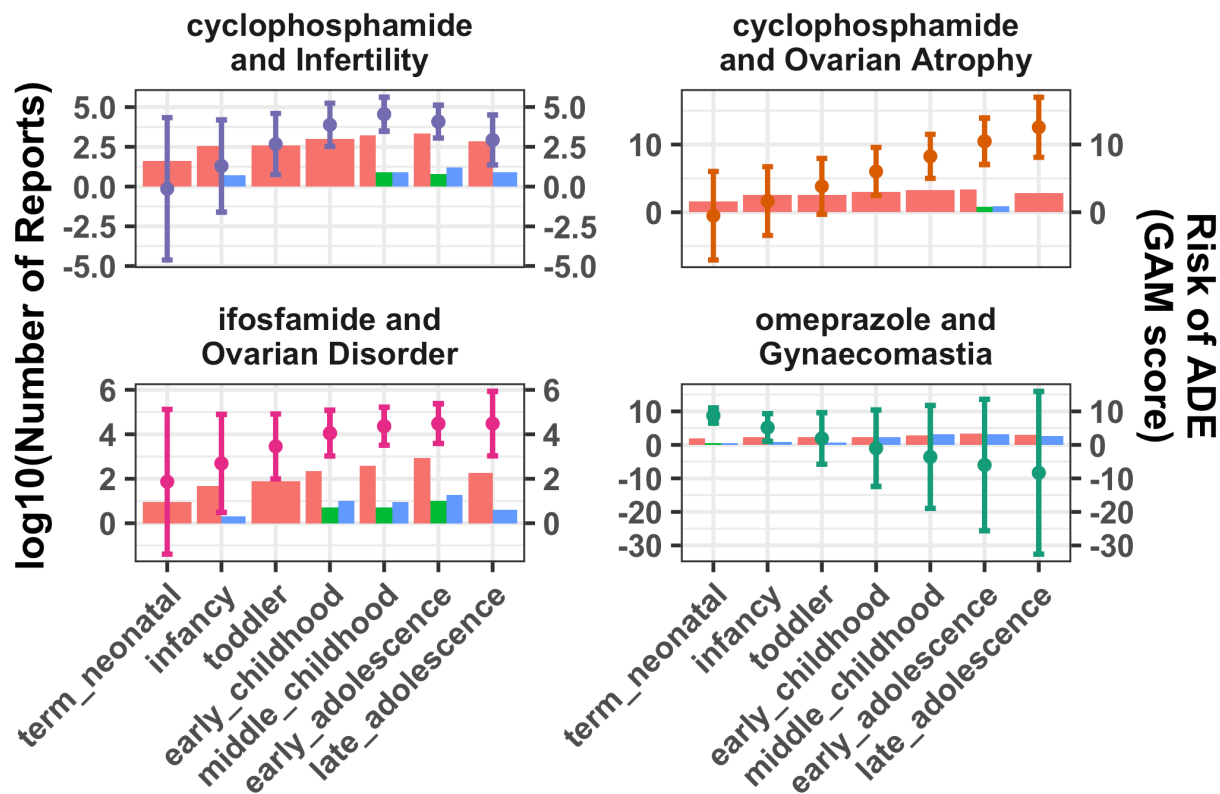 cyclophosphamide
and Infertility
cyclophosphamide
and Ovarian Atrophy
log10(Number of Reports)
5.0
2.5
0.0
-2.5
-5.0
5.0
2.5
0.0
-2.5
-5.0
10
0
10
0
Risk of ADE
(GAM score)
ifosfamide and
Ovarian Disorder
omeprazole and
Gynaecomastia
6
4
2
0
6
4
2
0
10
0
-10
-20
-30
10
0
-10
-20
-30
term_neonatal
infancy
toddler
early_childhood
middle_childhood
early_adolescence
late_adolescence
term_neonatal
infancy
toddler
early_childhood
middle_childhood
early_adolescence
late_adolescence